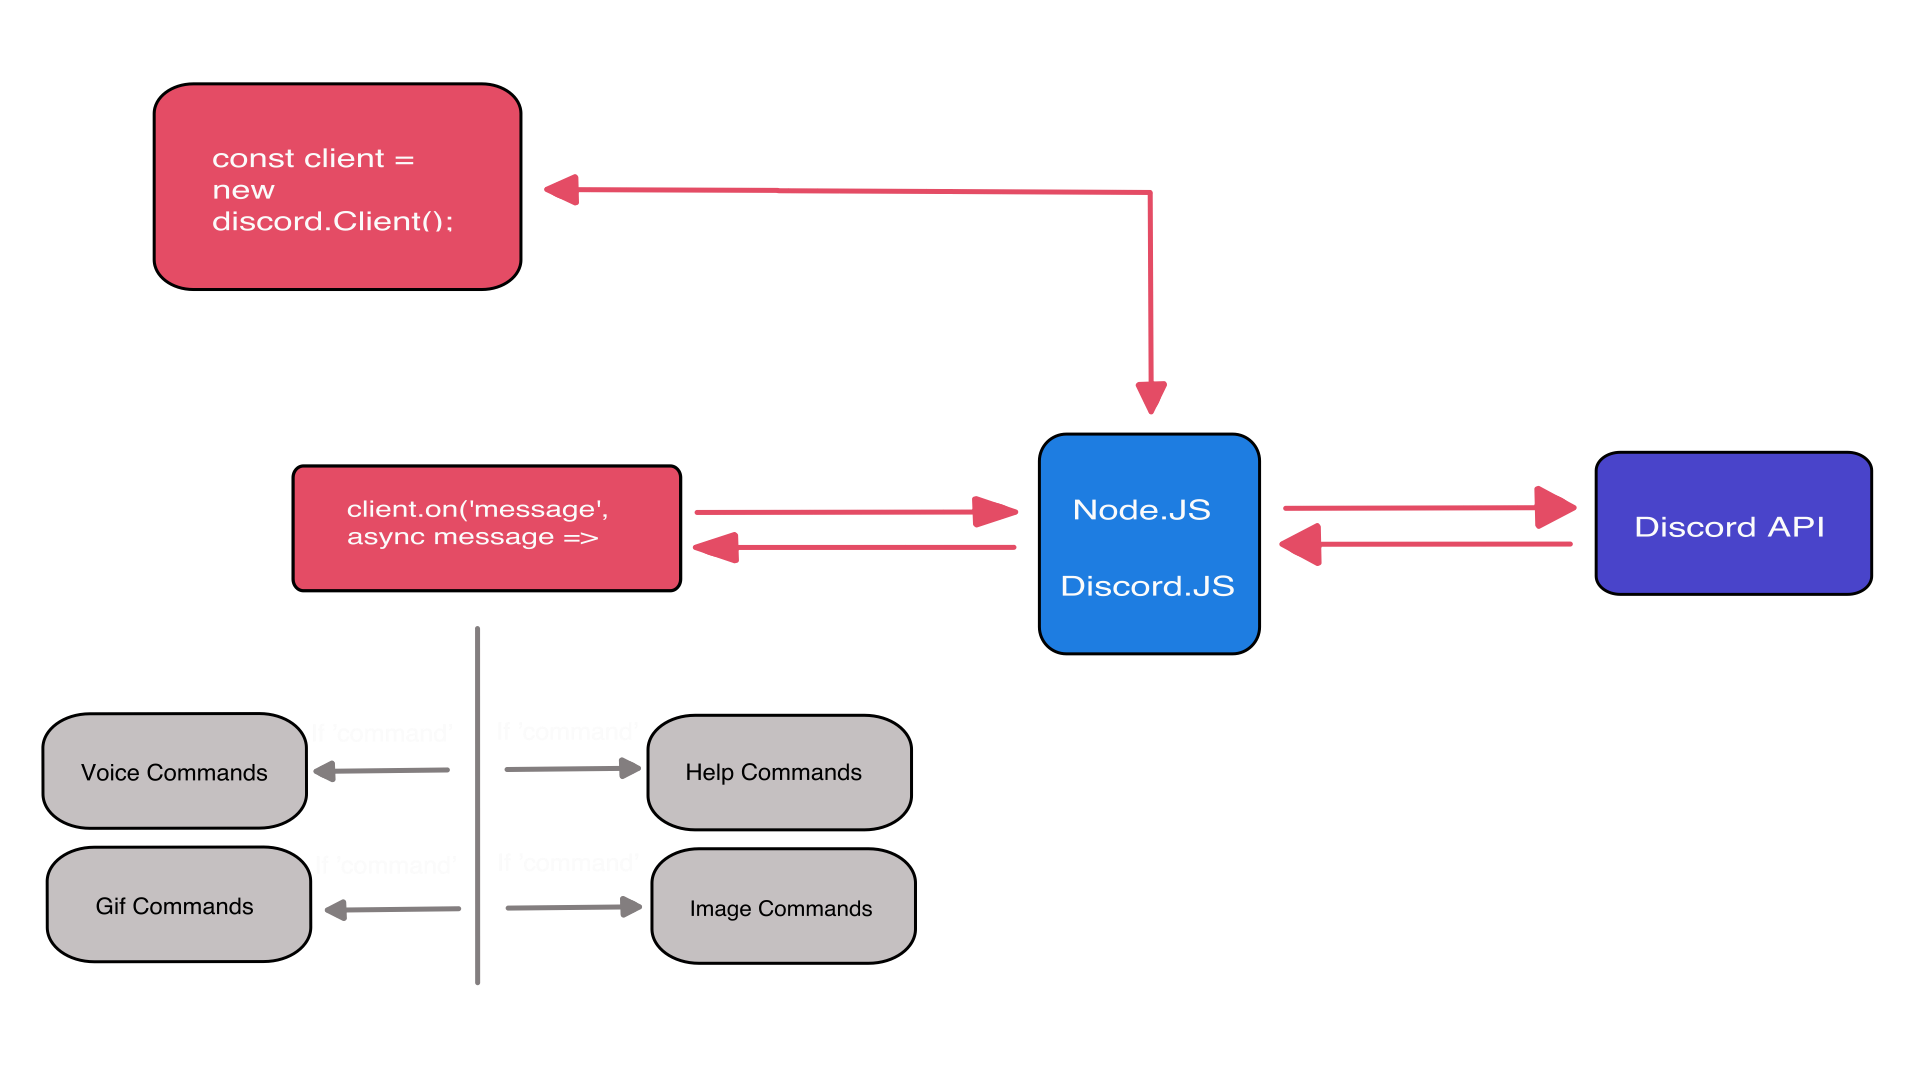 const client =
new
discord.Client();
client.on('message',
async message =>
Node.JS
Discord.JS
Discord API
If 'command'
If 'command'
Voice Commands
Help Commands
If 'command'
If 'command'
Gif Commands
Image Commands